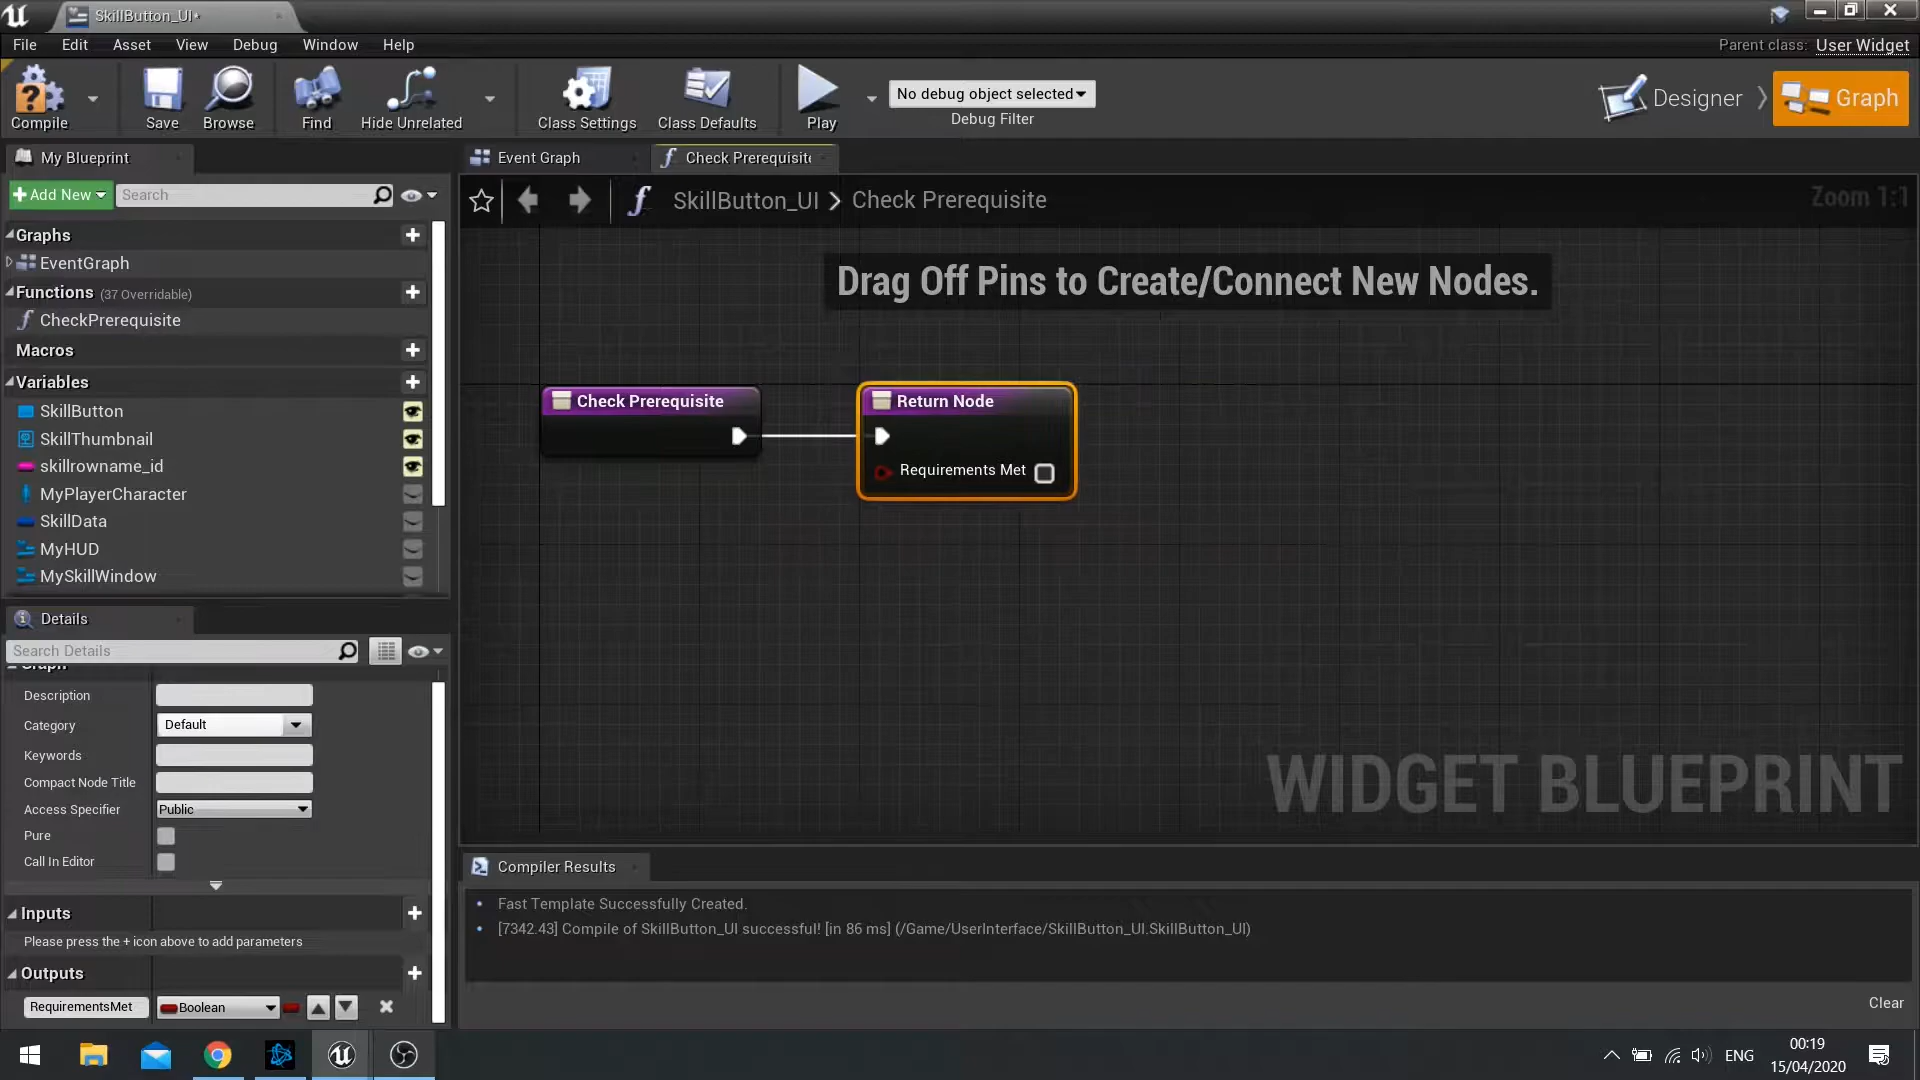 SkillButton_UI*
File Edit Asset View Debug Window Help
Parent class: User Widget
Compile Save Browse Find Hide Unrelated Class Settings Class Defaults Play
No debug object selected
Debug Filter
Designer
Graph
My Blueprint
Add New
Search
Graphs
EventGraph
Functions (37 Overridable)
CheckPrerequisite
Macros
Variables
SkillButton
SkillThumbnail
skillrowname_id
MyPlayerCharacter
SkillData
MyHUD
MySkillWindow
Details
Search Details
Graph
Description
Category Default
Keywords
Compact Node Title
Access Specifier Public
Pure
Call In Editor
Inputs
Please press the + icon above to add parameters
Outputs
RequirementsMet Boolean
Event Graph
Check Prerequisite
SkillButton_UI > Check Prerequisite
Zoom 1:1
Drag Off Pins to Create/Connect New Nodes.
Check Prerequisite
Return Node
Requirements Met
WIDGET BLUEPRINT
Compiler Results
• Fast Template Successfully Created.
• [7342.43] Compile of SkillButton_UI successful! [in 86 ms] (/Game/UserInterface/SkillButton_UI.SkillButton_UI)
Clear
ENG
00:19
15/04/2020